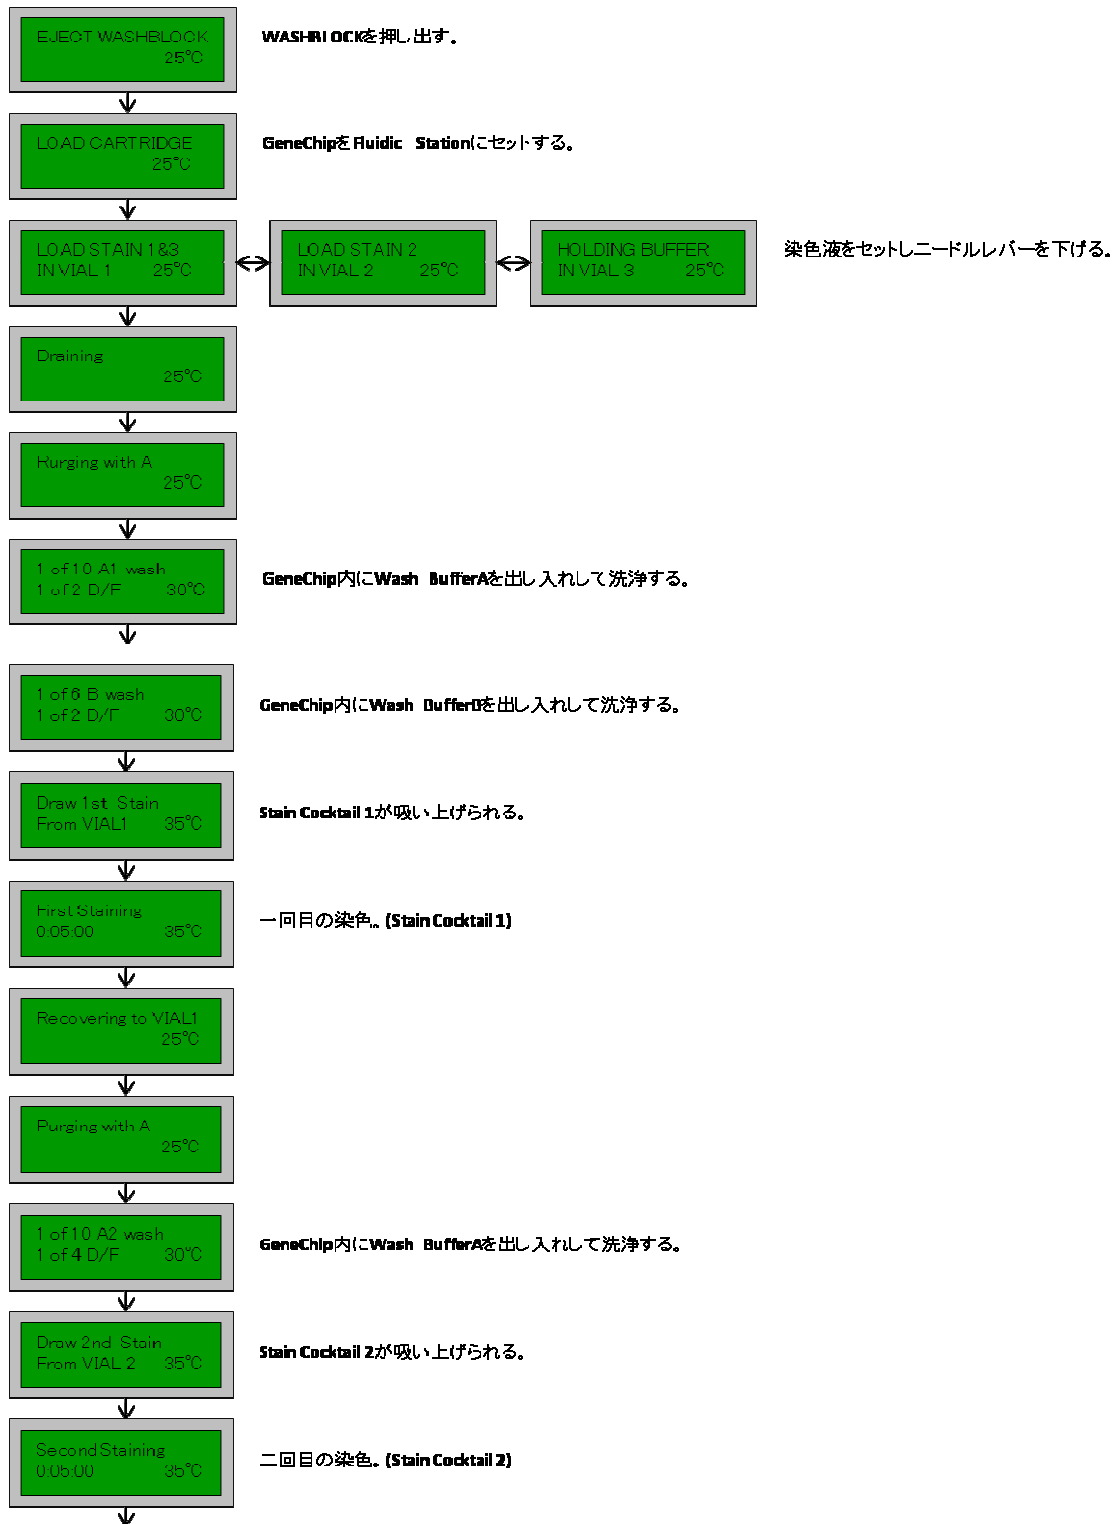 EJECT WASHBLOCK
25℃
WASHBLOCKを押し出す。
LOAD CARTRIDGE
25℃
GeneChipをFluidic Stationにセットする。
LOAD STAIN 1&3
IN VIAL 1 25℃
LOAD STAIN 2
IN VIAL 2 25℃
HOLDING BUFFER
IN VIAL 3 25℃
染色液をセットしニードルレバーを下げる。
Draining
25℃
Rurging with A
25℃
1 of 10 A1 wash
1 of 2 D/F 30℃
GeneChip内にWash BufferAを出し入れして洗浄する。
1 of 6 B wash
1 of 2 D/F 30℃
GeneChip内にWash BufferBを出し入れして洗浄する。
Draw 1st Stain
From VIAL1 35℃
Stain Cocktail 1が吸い上げられる。
First Staining
0:05:00 35℃
一回目の染色。(Stain Cocktail 1)
Recovering to VIAL1
25℃
Purging with A
25℃
1 of 10 A2 wash
1 of 4 D/F 30℃
GeneChip内にWash BufferAを出し入れして洗浄する。
Draw 2nd Stain
From VIAL 2 35℃
Stain Cocktail 2が吸い上げられる。
Second Staining
0:05:00 35℃
二回目の染色。(Stain Cocktail 2)